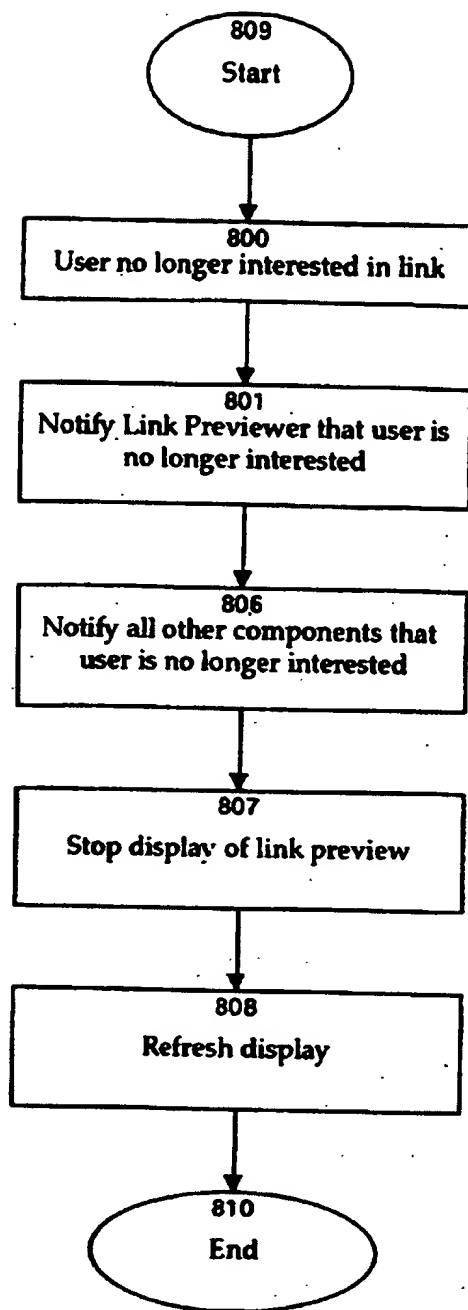 809
Start
800
User no longer interested in link
801
Notify Link Previewer that user is
no longer interested
806
Notify all other components that
user is no longer interested
807
Stop display of link preview
808
Refresh display
810
End